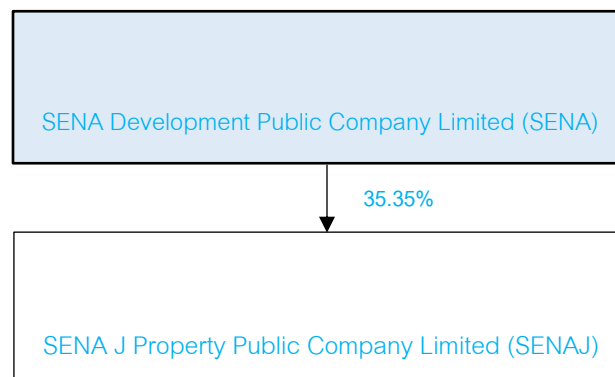 SENA Development Public Company Limited (SENA)
35.35%
SENA J Property Public Company Limited (SENAJ)